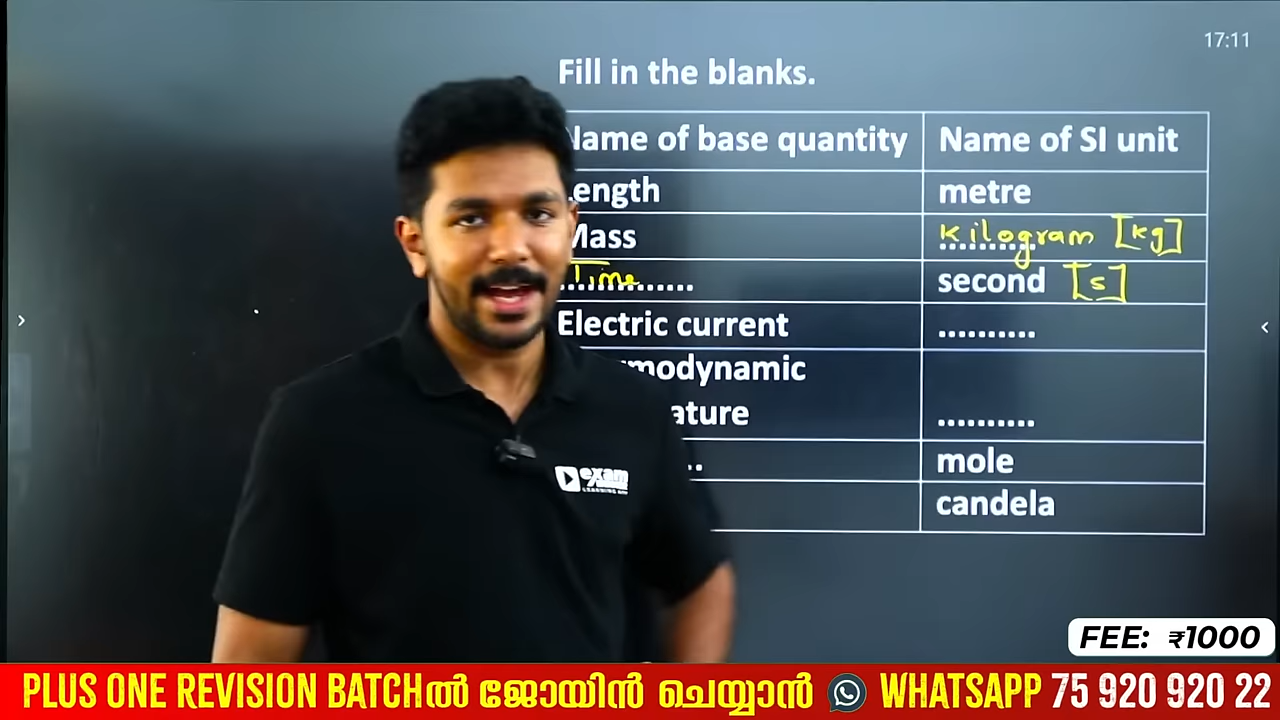 17:11
Fill in the blanks.
Name of base quantity Name of SI unit
Length metre
Mass Kilogram [kg]
Time second [s]
Electric current ..........
modynamic
ature ..........
.. mole
candela
exam
FEE: ₹1000
PLUS ONE REVISION BATCHൽ ജോയിൻ ചെയ്യാൻ WHATSAPP 75 920 920 22